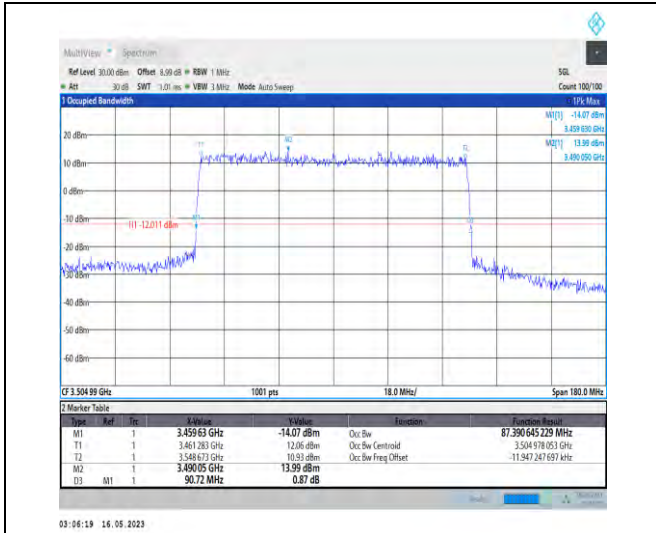 MultiView Spectrum
Ref Level 30.00 dBm Offset 8.99 dB RBW 1 MHz SGL
Att 30 dB SWT 1.01 ms VBW 3 MHz Mode Auto Sweep Count 100/100
1 Occupied Bandwidth 1Pk Max
M1[1] -14.07 dBm
3.459 630 GHz
M2[1] 13.99 dBm
3.490 050 GHz
20 dBm
M2
T1
T2
10 dBm
0 dBm
-10 dBm
H1 -12.011 dBm
M1
-20 dBm
-30 dBm
-40 dBm
-50 dBm
-60 dBm
CF 3.504 99 GHz 1001 pts 18.0 MHz/ Span 180.0 MHz
2 Marker Table
Type Ref Trc X-Value Y-Value Function Function Result
M1 1 3.459 63 GHz -14.07 dBm Occ Bw 87.390 645 229 MHz
T1 1 3.461 283 GHz 12.06 dBm Occ Bw Centroid 3.504 978 053 GHz
T2 1 3.548 673 GHz 10.93 dBm Occ Bw Freq Offset -11.947 247 697 kHz
M2 1 3.490 05 GHz 13.99 dBm
D3 M1 1 90.72 MHz 0.87 dB
03:06:19 16.05.2023